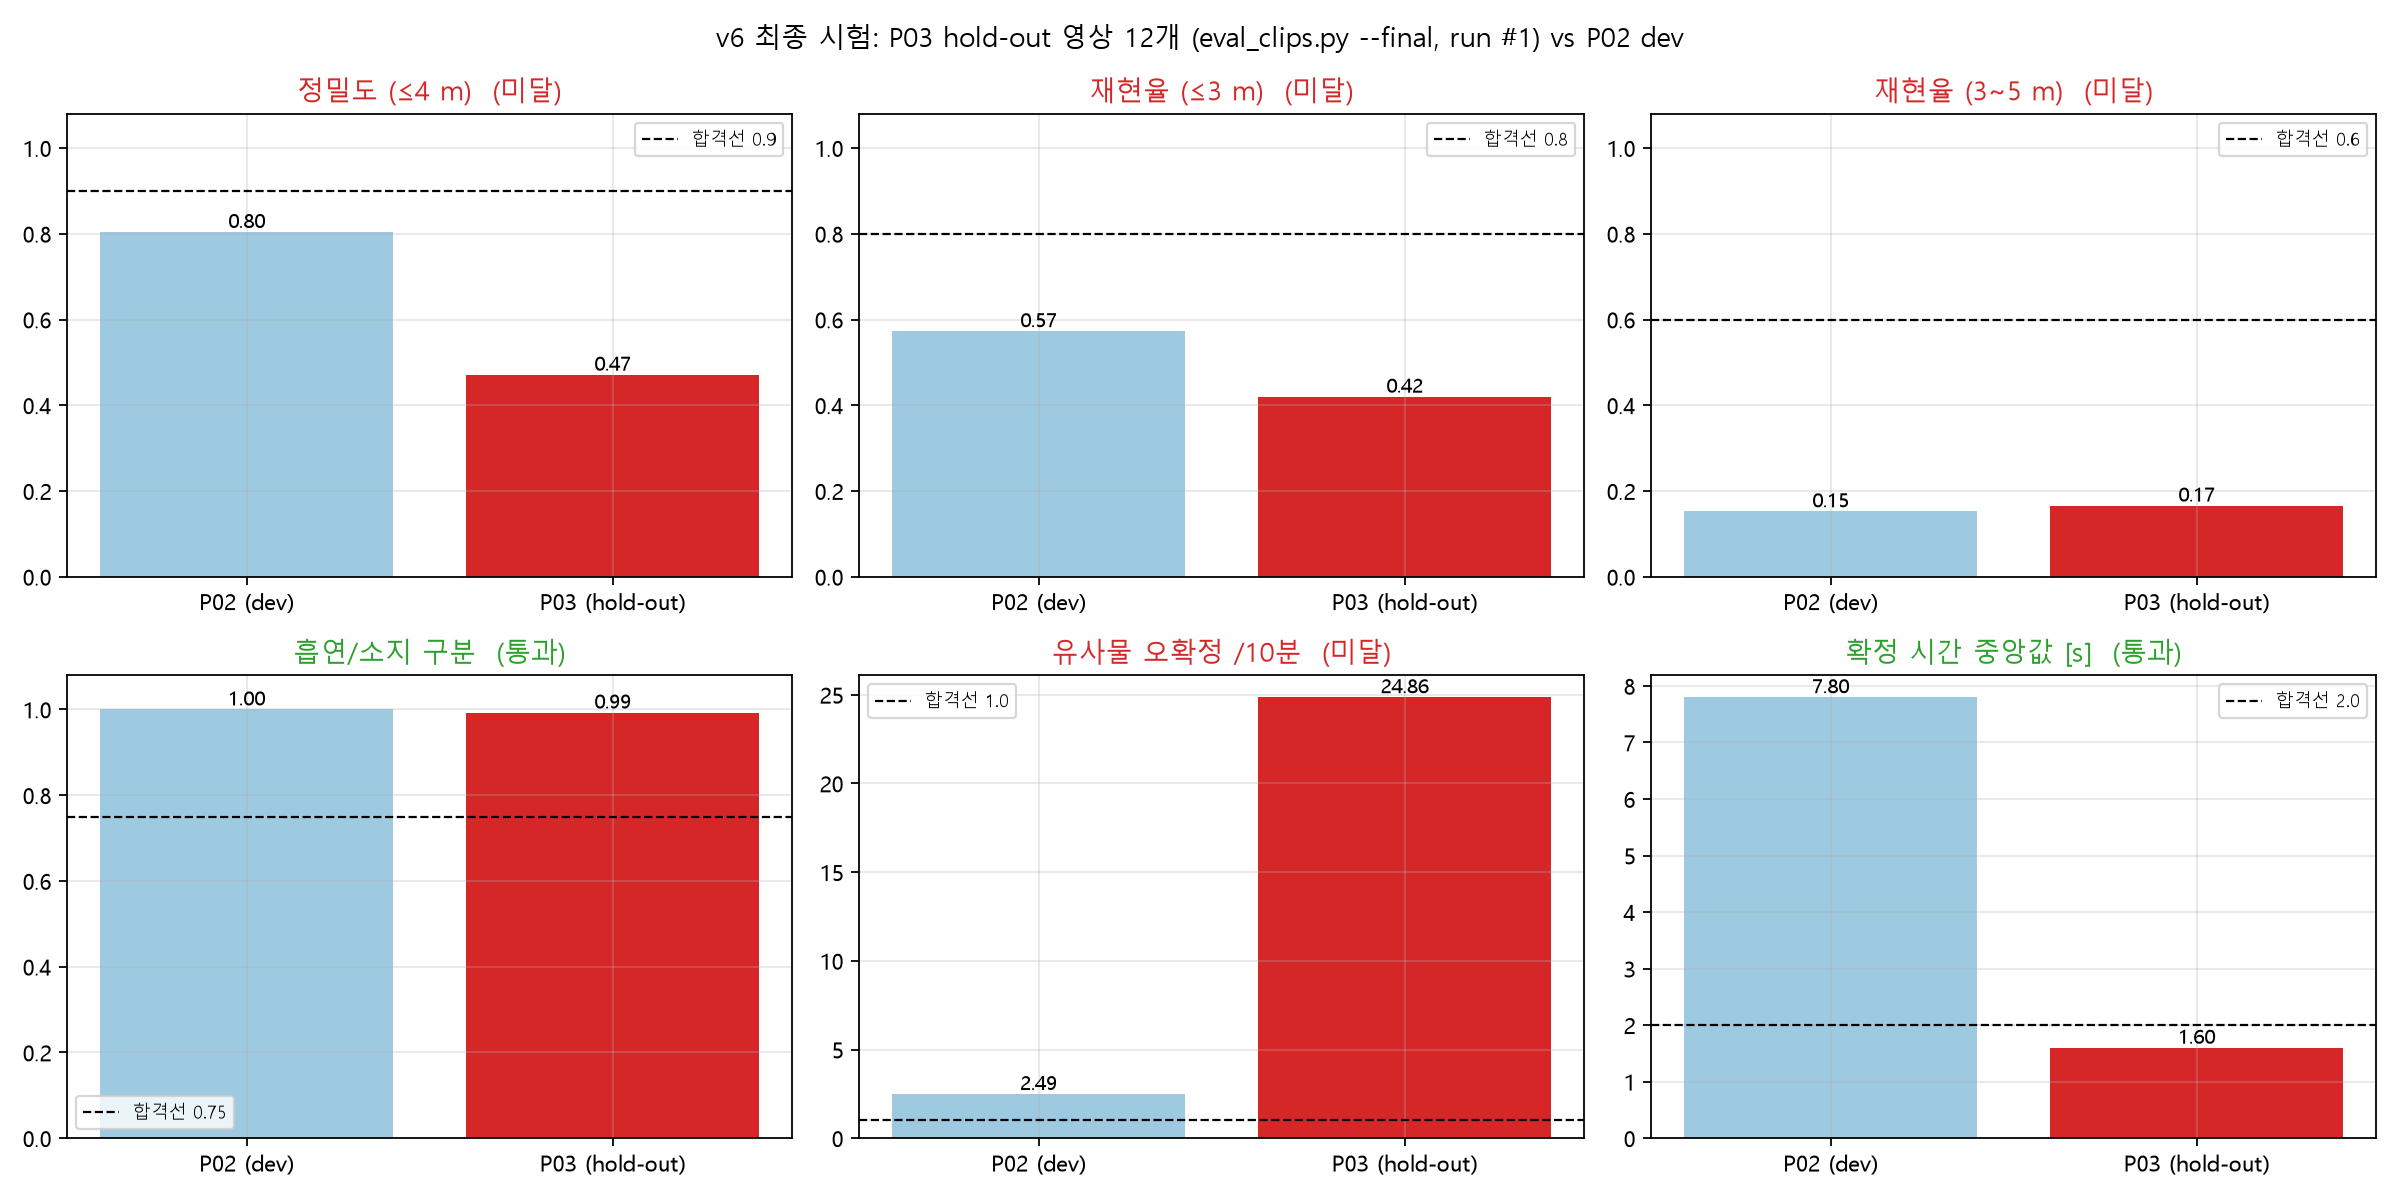 v6 최종 시험: P03 hold-out 영상 12개 (eval_clips.py --final, run #1) vs P02 dev
정밀도 (≤4 m)  (미달)
합격선 0.9
1.0
0.8
0.6
0.4
0.2
0.0
0.80
0.47
P02 (dev)
P03 (hold-out)
재현율 (≤3 m)  (미달)
합격선 0.8
1.0
0.8
0.6
0.4
0.2
0.0
0.57
0.42
P02 (dev)
P03 (hold-out)
재현율 (3~5 m)  (미달)
합격선 0.6
1.0
0.8
0.6
0.4
0.2
0.0
0.15
0.17
P02 (dev)
P03 (hold-out)
흡연/소지 구분  (통과)
1.0
0.8
0.6
0.4
0.2
0.0
1.00
0.99
합격선 0.75
P02 (dev)
P03 (hold-out)
유사물 오확정 /10분  (미달)
합격선 1.0
25
20
15
10
5
0
2.49
24.86
P02 (dev)
P03 (hold-out)
확정 시간 중앙값 [s]  (통과)
합격선 2.0
8
7
6
5
4
3
2
1
0
7.80
1.60
P02 (dev)
P03 (hold-out)